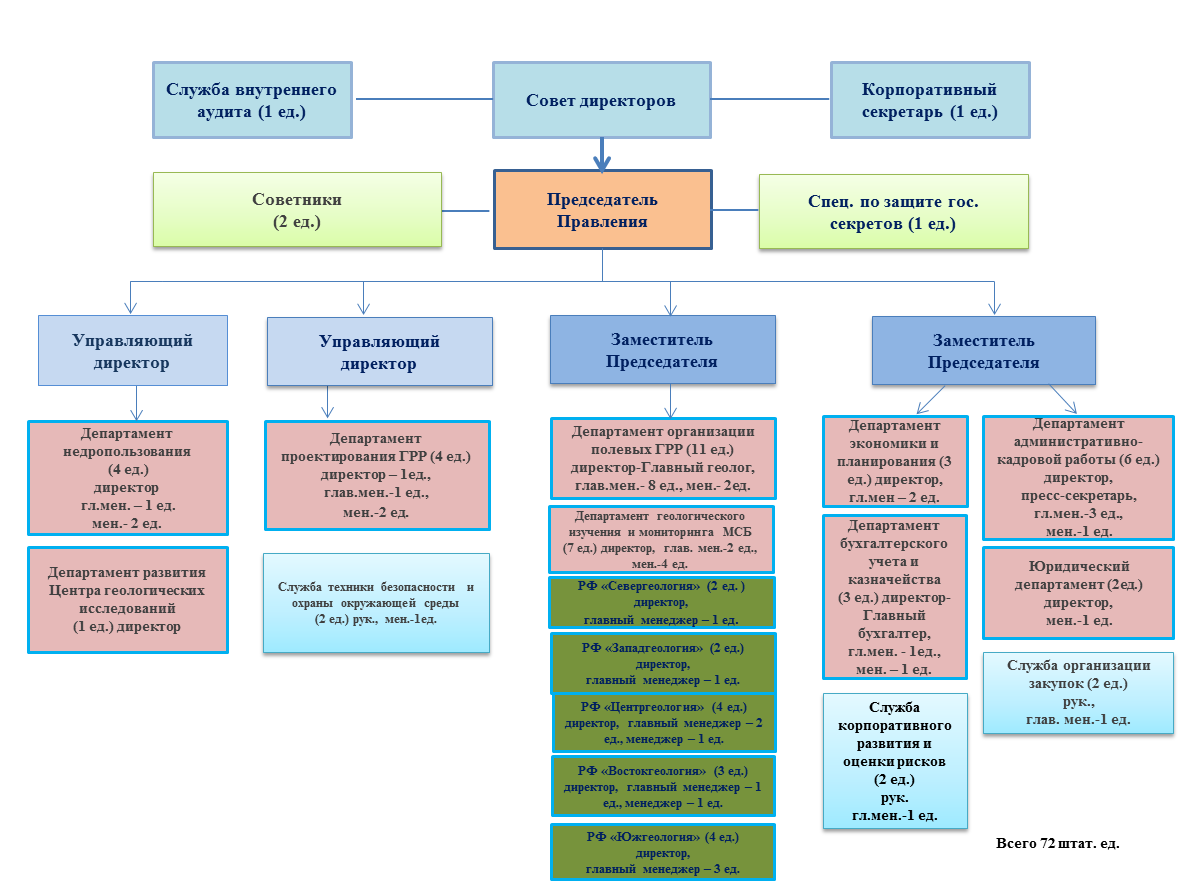 Служба внутреннего
аудита (1 ед.)
Совет директоров
Корпоративный
секретарь (1 ед.)
Советники
(2 ед.)
Председатель
Правления
Спец. по защите гос.
секретов (1 ед.)
Управляющий
директор
Управляющий
директор
Заместитель
Председателя
Заместитель
Председателя
Департамент
недропользования
(4 ед.)
директор
гл.мен. – 1 ед.
мен.- 2 ед.
Департамент развития
Центра геологических
исследований
(1 ед.) директор
Департамент
проектирования ГРР (4 ед.)
директор – 1ед.,
глав.мен.-1 ед.,
мен.-2 ед.
Служба техники безопасности и
охраны окружающей среды
(2 ед.) рук., мен.-1ед.
Департамент организации
полевых ГРР (11 ед.)
директор-Главный геолог,
глав.мен.- 8 ед., мен.- 2ед.
Департамент геологического
изучения и мониторинга МСБ
(7 ед.) директор, глав. мен.-2 ед.,
мен.-4 ед.
РФ «Севергеология» (2 ед. )
директор,
главный менеджер – 1 ед.
РФ «Западгеология» (2 ед.)
директор,
главный менеджер – 1 ед.
РФ «Центргеология» (4 ед.)
директор, главный менеджер – 2
ед., менеджер – 1 ед.
РФ «Востокгеология» (3 ед.)
директор, главный менеджер – 1
ед., менеджер – 1 ед.
РФ «Южгеология» (4 ед.)
директор,
главный менеджер – 3 ед.
Департамент
экономики и
планирования (3
ед.) директор,
гл.мен – 2 ед.
Департамент
бухгалтерского
учета и
казначейства
(3 ед.) директор-
Главный
бухгалтер,
гл.мен. - 1ед.,
мен. – 1 ед.
Служба
корпоративного
развития и
оценки рисков
(2 ед.)
рук.
гл.мен.-1 ед.
Департамент
административно-
кадровой работы (6 ед.)
директор,
пресс-секретарь,
гл.мен.-3 ед.,
мен.-1 ед.
Юридический
департамент (2ед.)
директор,
мен.-1 ед.
Служба организации
закупок (2 ед.)
рук.,
глав. мен.-1 ед.
Всего 72 штат. ед.